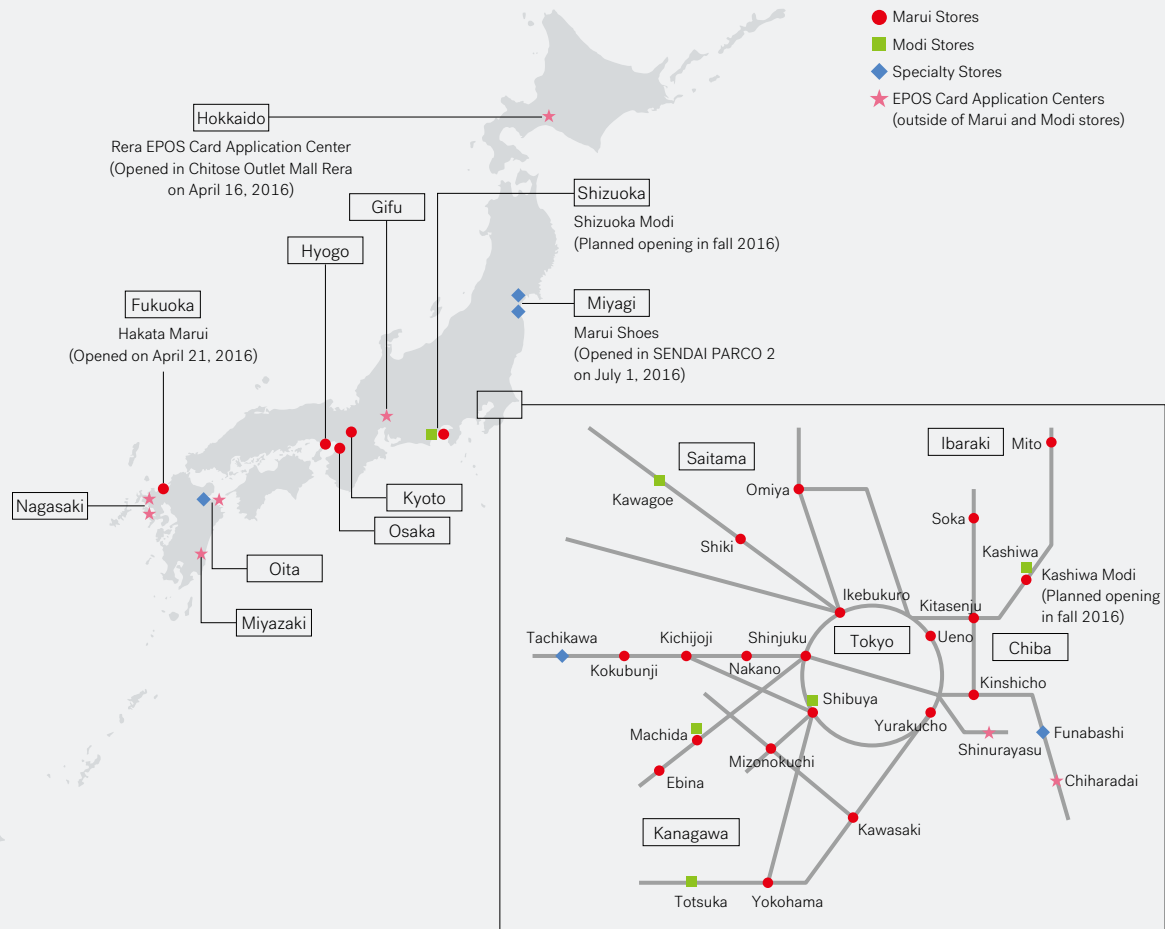 Marui Stores
Modi Stores
Specialty Stores
EPOS Card Application Centers
(outside of Marui and Modi stores)
Hokkaido
Rera EPOS Card Application Center
(Opened in Chitose Outlet Mall Rera
on April 16, 2016)
Gifu
Shizuoka
Shizuoka Modi
(Planned opening in fall 2016)
Hyogo
Fukuoka
Hakata Marui
(Opened on April 21, 2016)
Miyagi
Marui Shoes
(Opened in SENDAI PARCO 2
on July 1, 2016)
Nagasaki
Kyoto
Osaka
Oita
Miyazaki
Saitama
Ibaraki
Mito
Kawagoe
Omiya
Soka
Shiki
Kashiwa
Kashiwa Modi
(Planned opening
in fall 2016)
Ikebukuro
Kitasenju
Tokyo
Ueno
Chiba
Tachikawa
Kichijoji
Shinjuku
Kokubunji
Nakano
Kinshicho
Shibuya
Yurakucho
Machida
Shinurayasu
Funabashi
Mizonokuchi
Ebina
Chiharadai
Kanagawa
Kawasaki
Totsuka
Yokohama